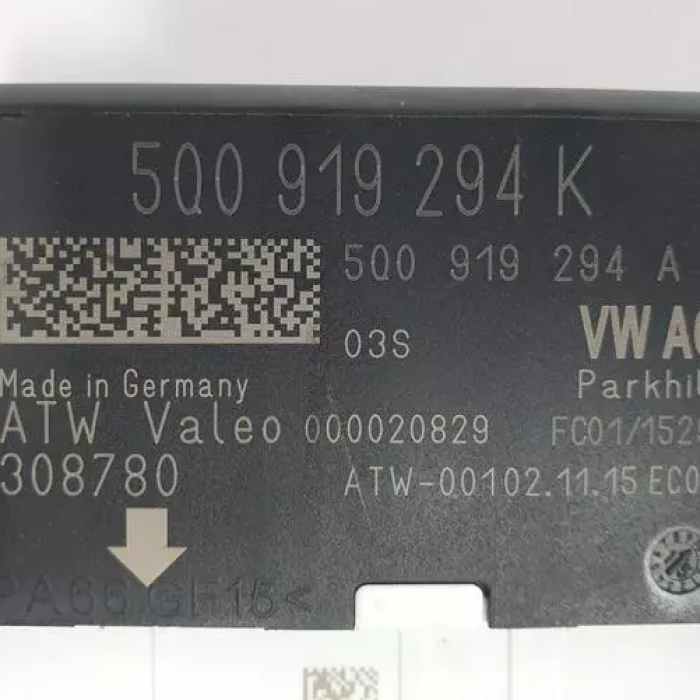 5Q0 919 294 K
5Q0 919 294 A
03S
VW AG
Made in Germany
Parkhil
ATW Valeo 000020829 FC01/152
308780 ATW-00102.11.15 EC0
PA66 GF15<